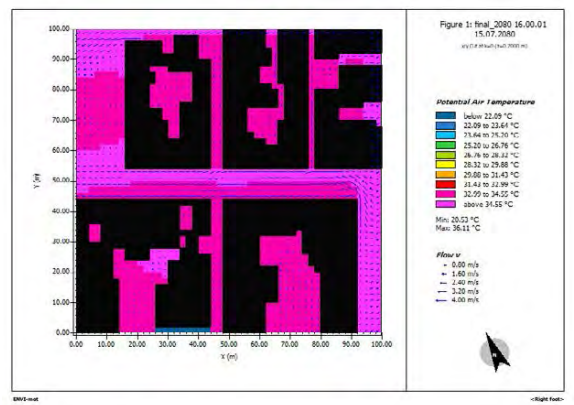 Figure 1: final_2080 16.00.01
15.07.2080
Potential Air Temperature
below 22.09 °C
22.09 to 23.64 °C
23.64 to 25.20 °C
25.20 to 26.76 °C
26.76 to 28.32 °C
28.32 to 29.88 °C
29.88 to 31.43 °C
31.43 to 32.99 °C
32.99 to 34.55 °C
above 34.55 °C
Min: 20.53 °C
Max: 36.11 °C
Flow v
0.00 m/s
1.60 m/s
2.40 m/s
3.20 m/s
4.00 m/s
N
100.00
90.00
80.00
70.00
60.00
50.00
40.00
30.00
20.00
10.00
0.00
Y (m)
0.00 10.00 20.00 30.00 40.00 50.00 60.00 70.00 80.00 90.00 100.00
X (m)
ENVI-met
<Right foot>